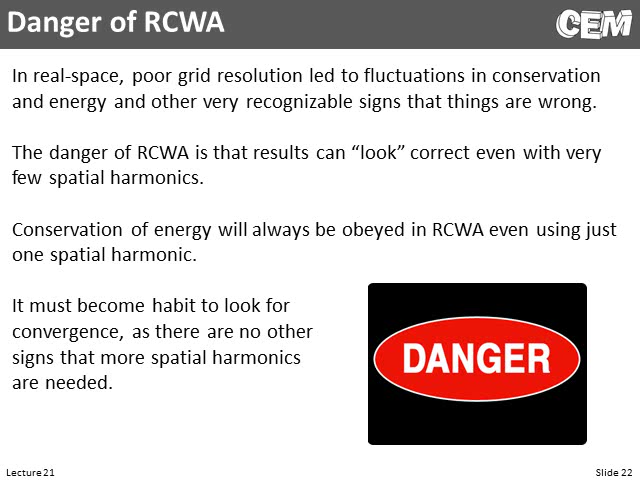 Danger of RCWA
CEM
In real-space, poor grid resolution led to fluctuations in conservation
and energy and other very recognizable signs that things are wrong.
The danger of RCWA is that results can “look” correct even with very
few spatial harmonics.
Conservation of energy will always be obeyed in RCWA even using just
one spatial harmonic.
It must become habit to look for
convergence, as there are no other
signs that more spatial harmonics
are needed.
DANGER
Lecture 21
Slide 22